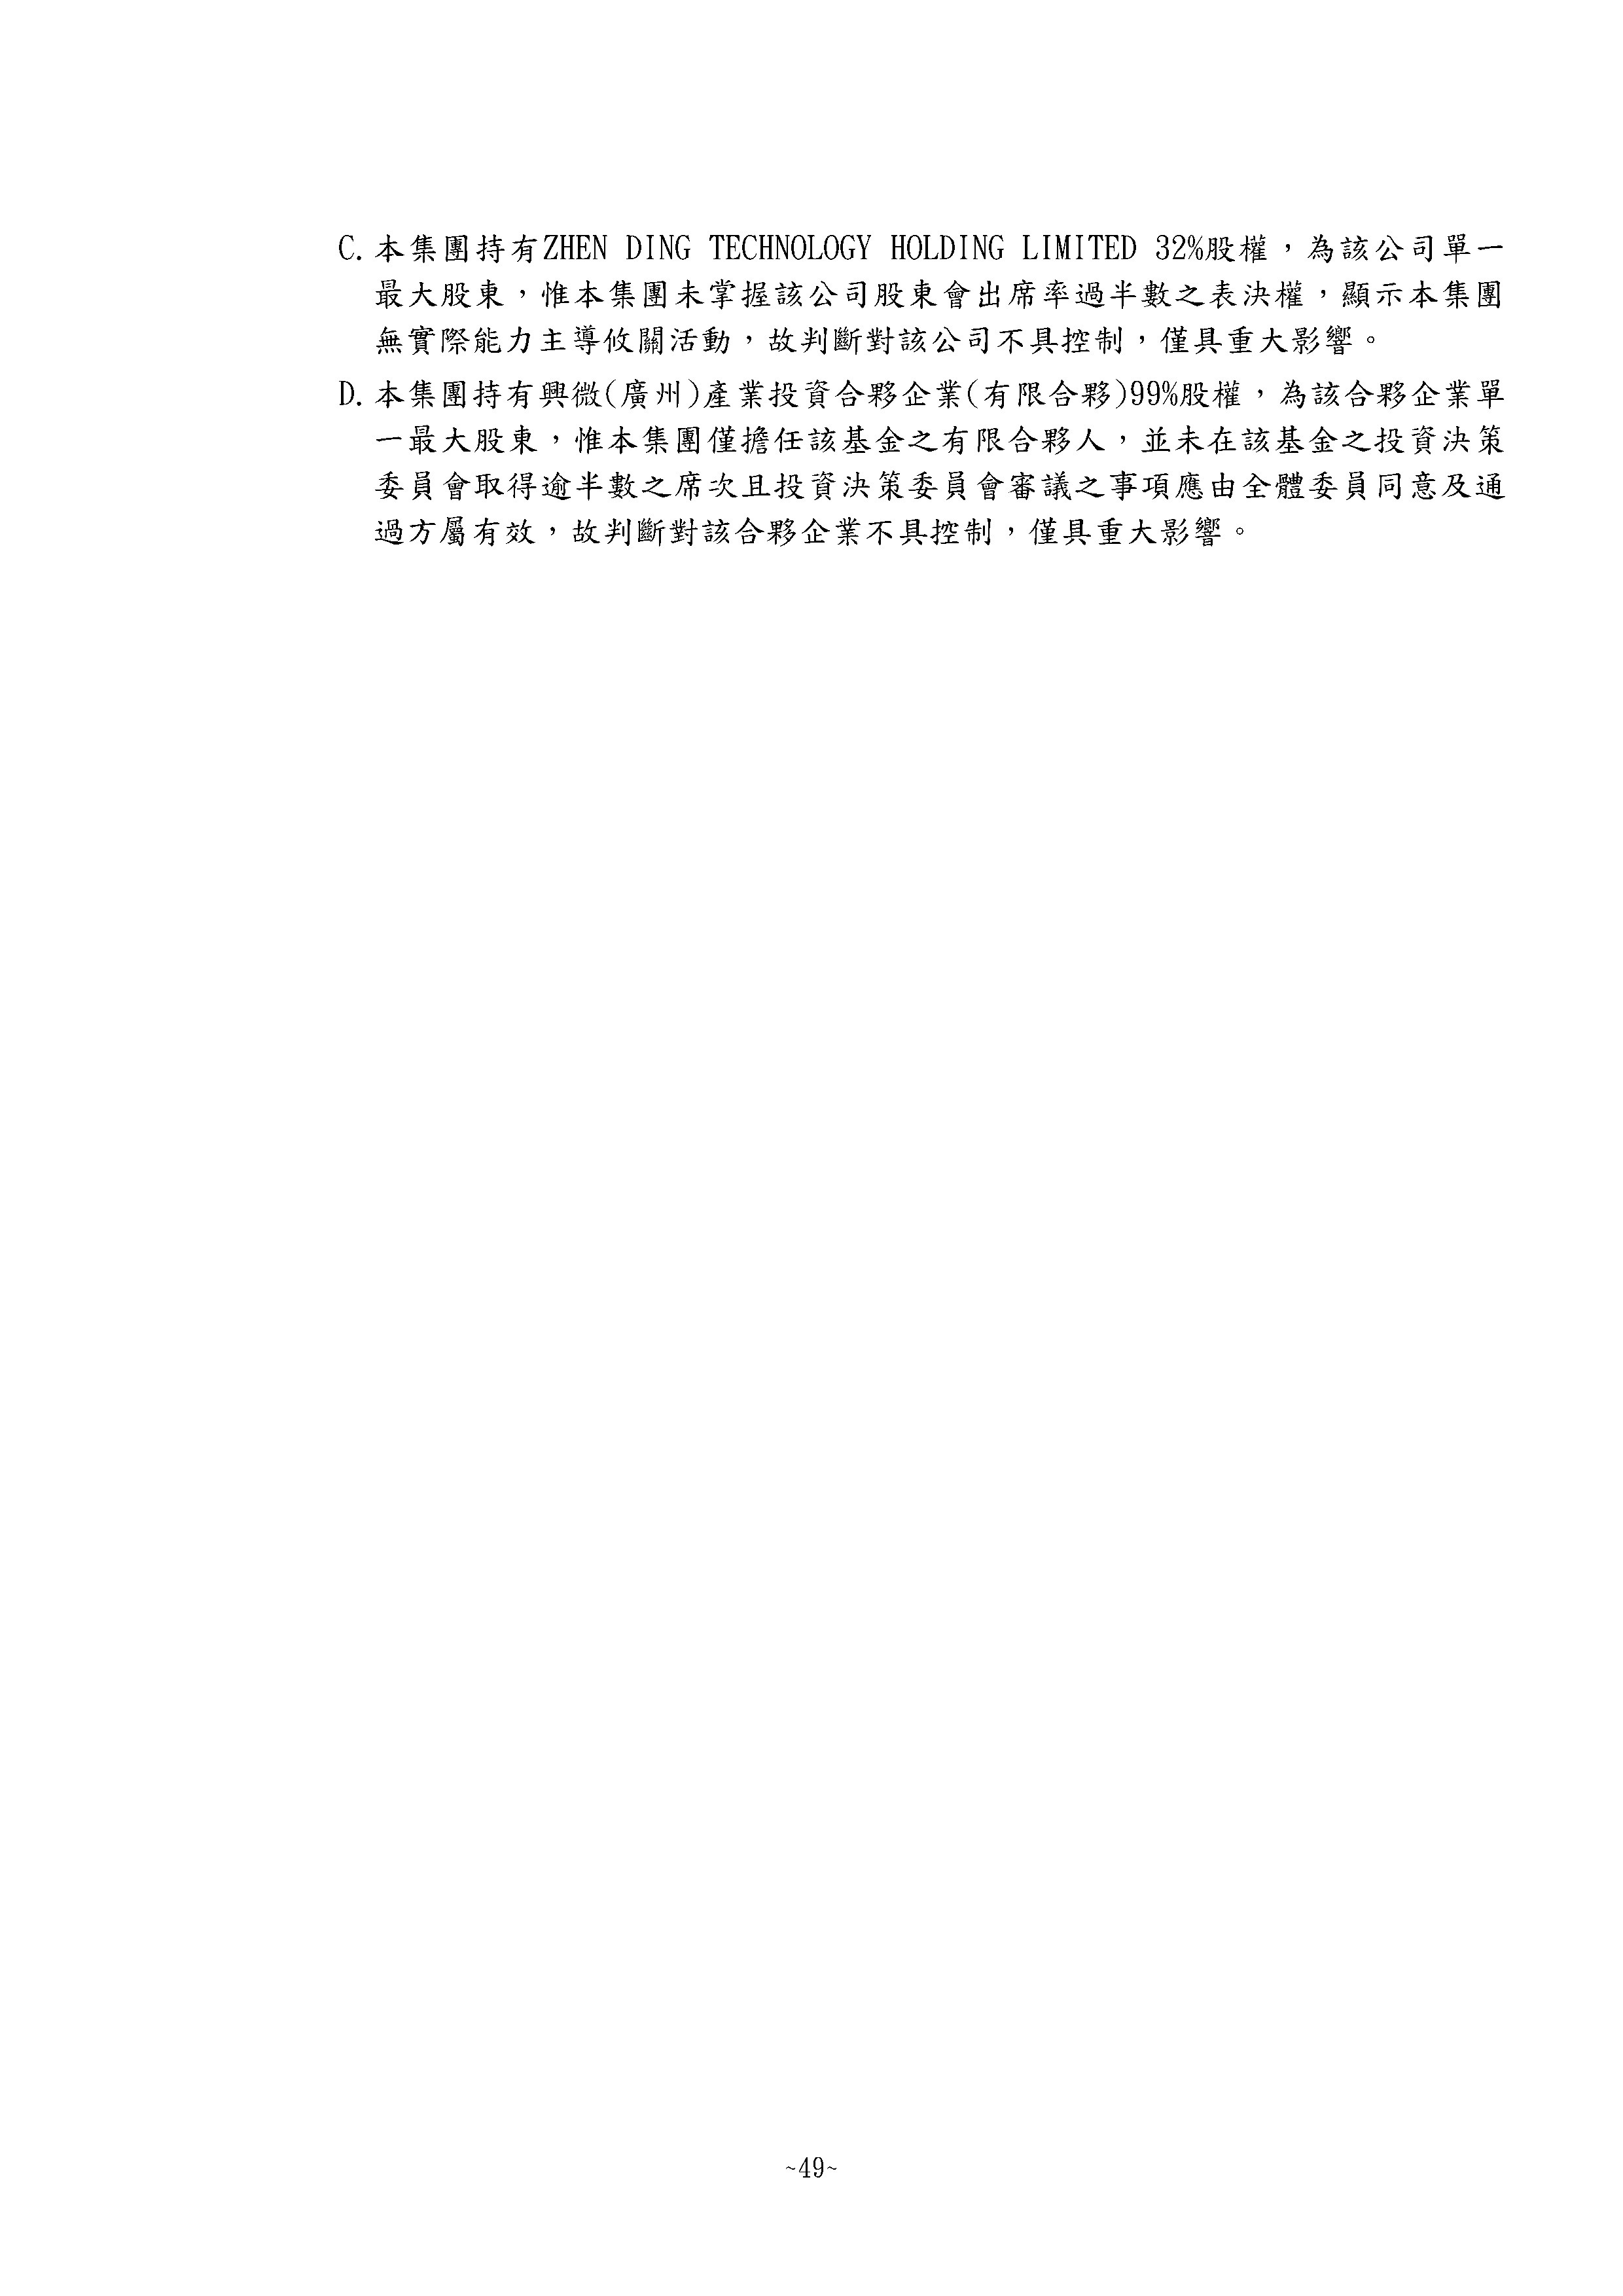 C.本集團持有ZHEN DING TECHNOLOGY HOLDING LIMITED 32%股權，為該公司單一
最大股東，惟本集團未掌握該公司股東會出席率過半數之表決權，顯示本集團
無實際能力主導攸關活動，故判斷對該公司不具控制，僅具重大影響。
D.本集團持有興微(廣州)產業投資合夥企業(有限合夥)99%股權，為該合夥企業單
一最大股東，惟本集團僅擔任該基金之有限合夥人，並未在該基金之投資決策
委員會取得逾半數之席次且投資決策委員會審議之事項應由全體委員同意及通
過方屬有效，故判斷對該合夥企業不具控制，僅具重大影響。
~49~